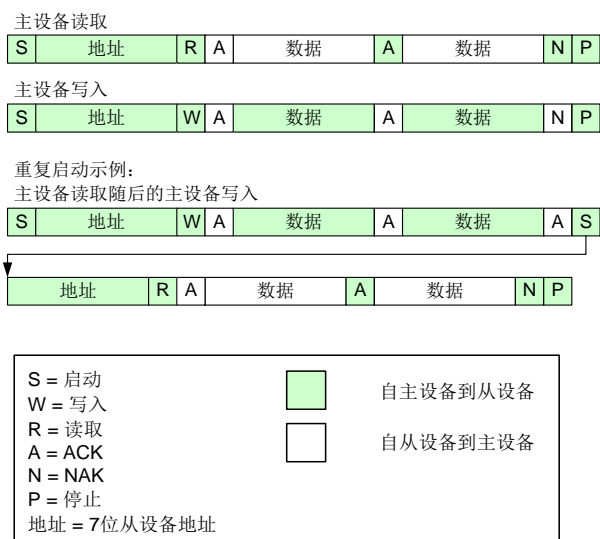 主设备读取
S 地址 R A 数据 A 数据 N P
主设备写入
S 地址 W A 数据 A 数据 N P
重复启动示例：
主设备读取随后的主设备写入
S 地址 W A 数据 A 数据 A S
地址 R A 数据 A 数据 N P
S = 启动
W = 写入
R = 读取
A = ACK
N = NAK
P = 停止
地址 = 7位从设备地址
自主设备到从设备
自从设备到主设备